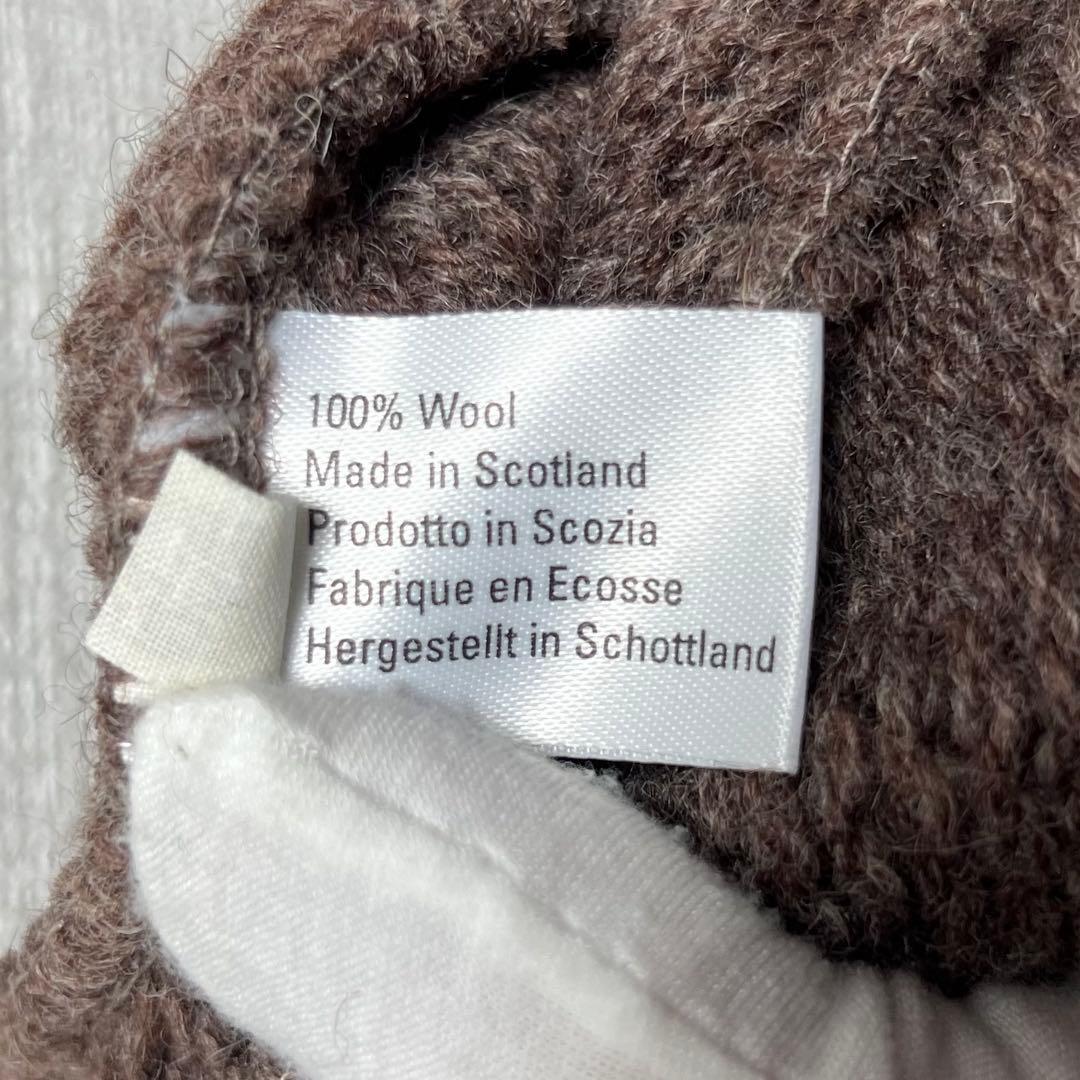 100% Wool
Made in Scotland
Prodotto in Scozia
Fabrique en Ecosse
Hergestellt in Schottland